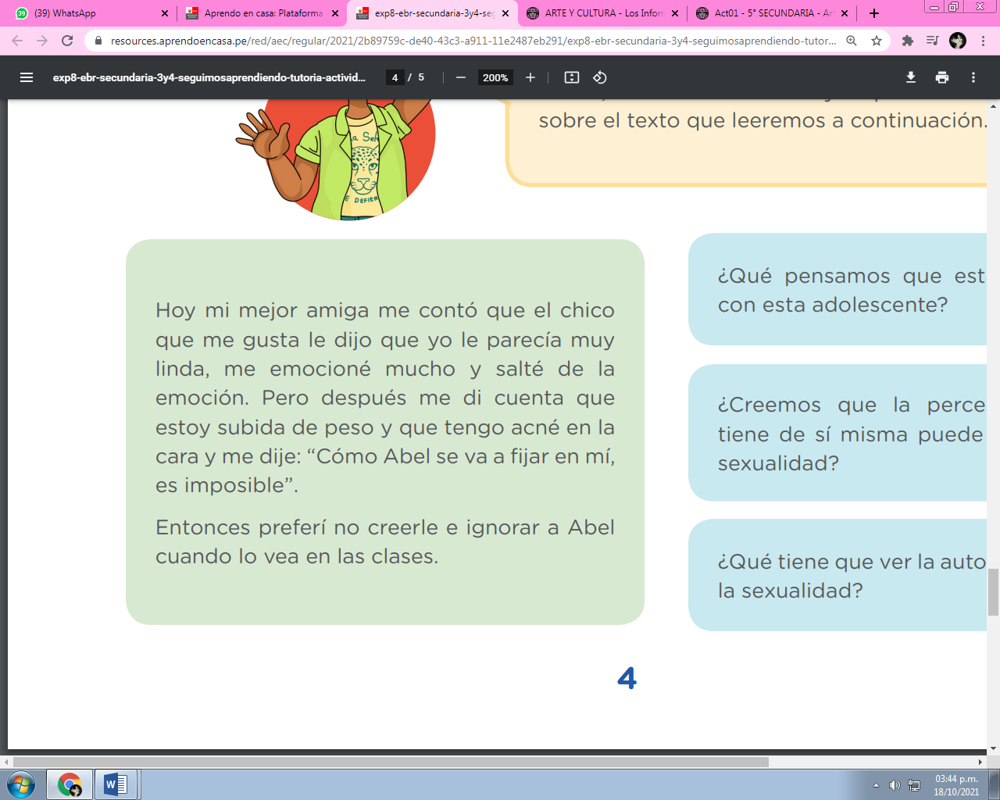 (39) WhatsApp
Aprendo en casa: Plataforma
exp8-ebr-secundaria-3y4-seg
ARTE Y CULTURA - Los Inform
Act01 - 5° SECUNDARIA - Ar
resources.aprendoencasa.pe/red/aec/regular/2021/2b89759c-de40-43c3-a911-11e2487eb291/exp8-ebr-secundaria-3y4-seguimosaprendiendo-tutor...
exp8-ebr-secundaria-3y4-seguimosaprendiendo-tutoria-activid...
4 / 5
200%
sobre el texto que leeremos a continuación.
a Sel
E DEFIEN
Hoy mi mejor amiga me contó que el chico
que me gusta le dijo que yo le parecía muy
linda, me emocioné mucho y salté de la
emoción. Pero después me di cuenta que
estoy subida de peso y que tengo acné en la
cara y me dije: “Cómo Abel se va a fijar en mí,
es imposible”.
Entonces preferí no creerle e ignorar a Abel
cuando lo vea en las clases.
¿Qué pensamos que est
con esta adolescente?
¿Creemos que la perce
tiene de sí misma puede
sexualidad?
¿Qué tiene que ver la auto
la sexualidad?
4
03:44 p.m.
18/10/2021